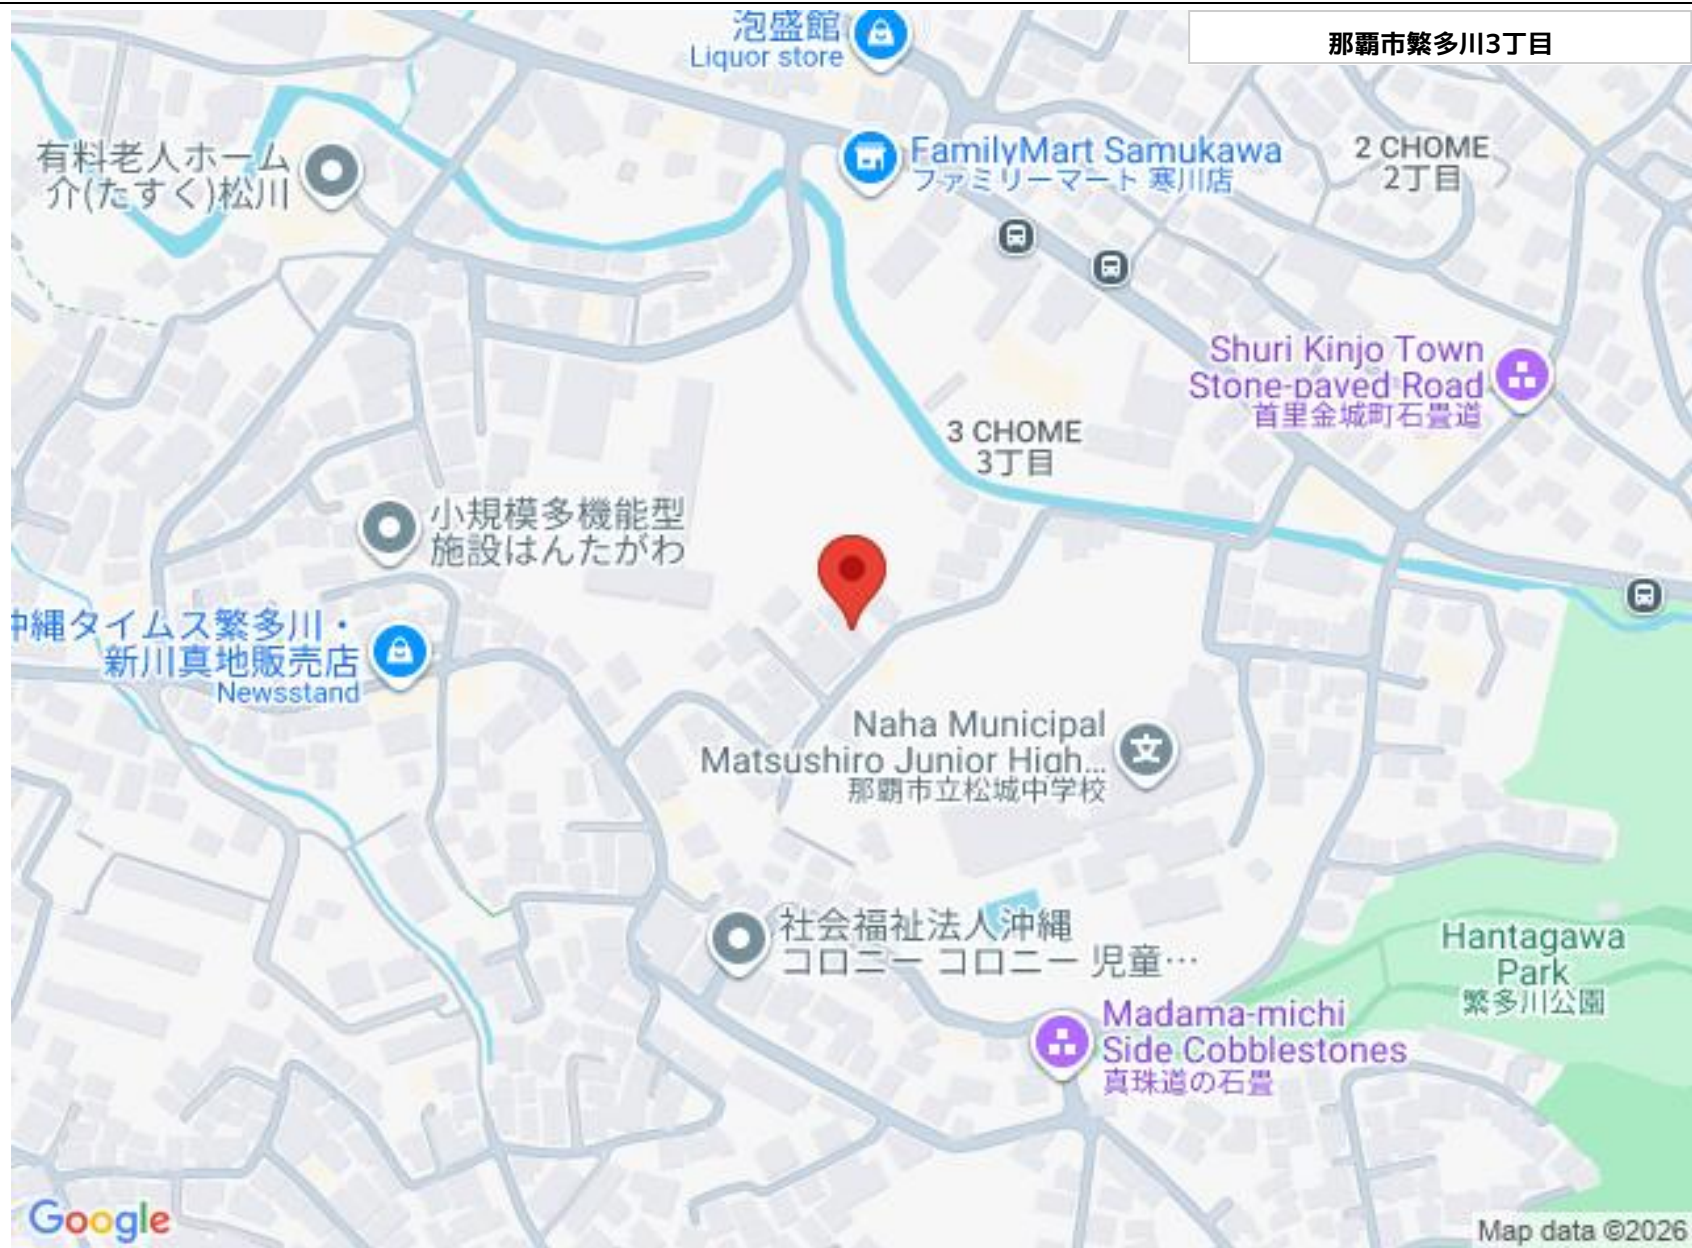 泡盛館
Liquor store
那覇市繁多川3丁目
有料老人ホーム
介(たすく)松川
FamilyMart Samukawa
ファミリーマート 寒川店
2 CHOME
2丁目
Shuri Kinjo Town
Stone-paved Road
首里金城町石畳道
3 CHOME
3丁目
小規模多機能型
施設はんたがわ
沖縄タイムス繁多川・
新川真地販売店
Newsstand
Naha Municipal
Matsushiro Junior High...
那覇市立松城中学校
社会福祉法人沖縄
コロニー コロニー 児童…
Hantagawa
Park
繁多川公園
Madama-michi
Side Cobblestones
真珠道の石畳
Google
Map data ©2026